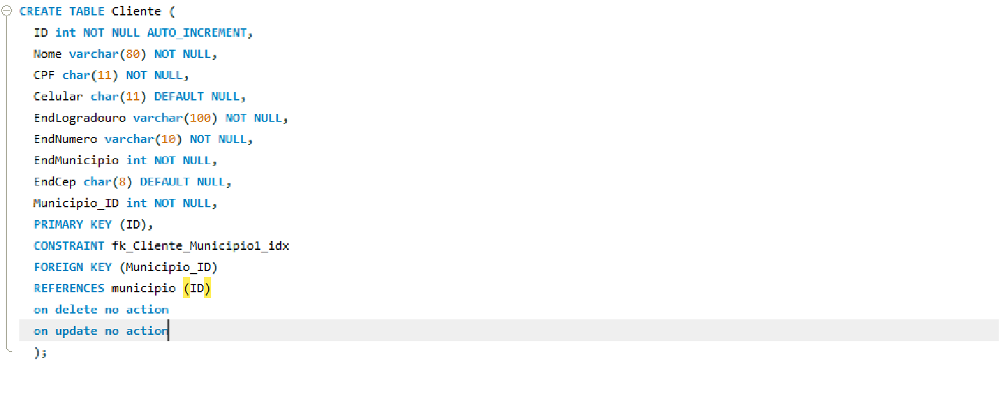 CREATE TABLE Cliente (
ID int NOT NULL AUTO_INCREMENT,
Nome varchar(80) NOT NULL,
CPF char(11) NOT NULL,
Celular char(11) DEFAULT NULL,
EndLogradouro varchar(100) NOT NULL,
EndNumero varchar(10) NOT NULL,
EndMunicipio int NOT NULL,
EndCep char(8) DEFAULT NULL,
Municipio_ID int NOT NULL,
PRIMARY KEY (ID),
CONSTRAINT fk_Cliente_Municipio1_idx
FOREIGN KEY (Municipio_ID)
REFERENCES municipio (ID)
on delete no action
on update no action
);